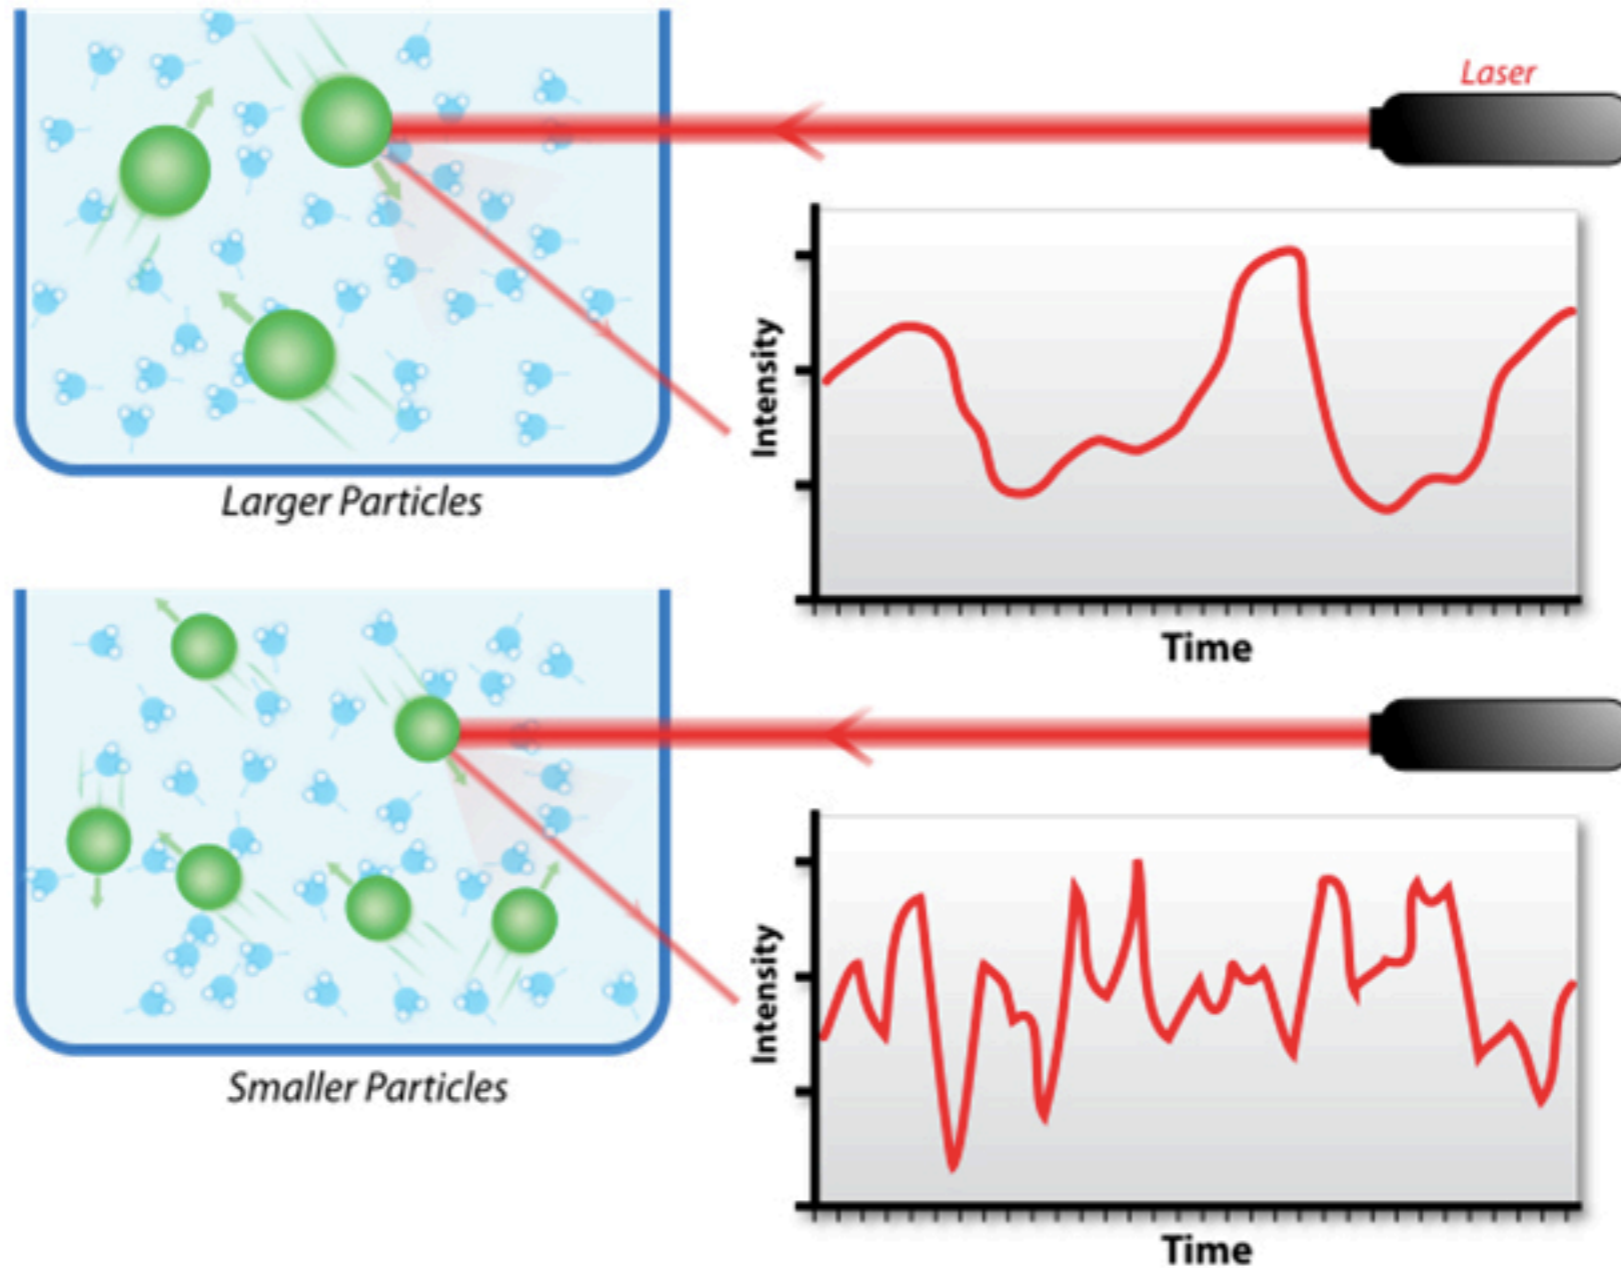 Laser
Intensity
Time
Larger Particles
Intensity
Time
Smaller Particles